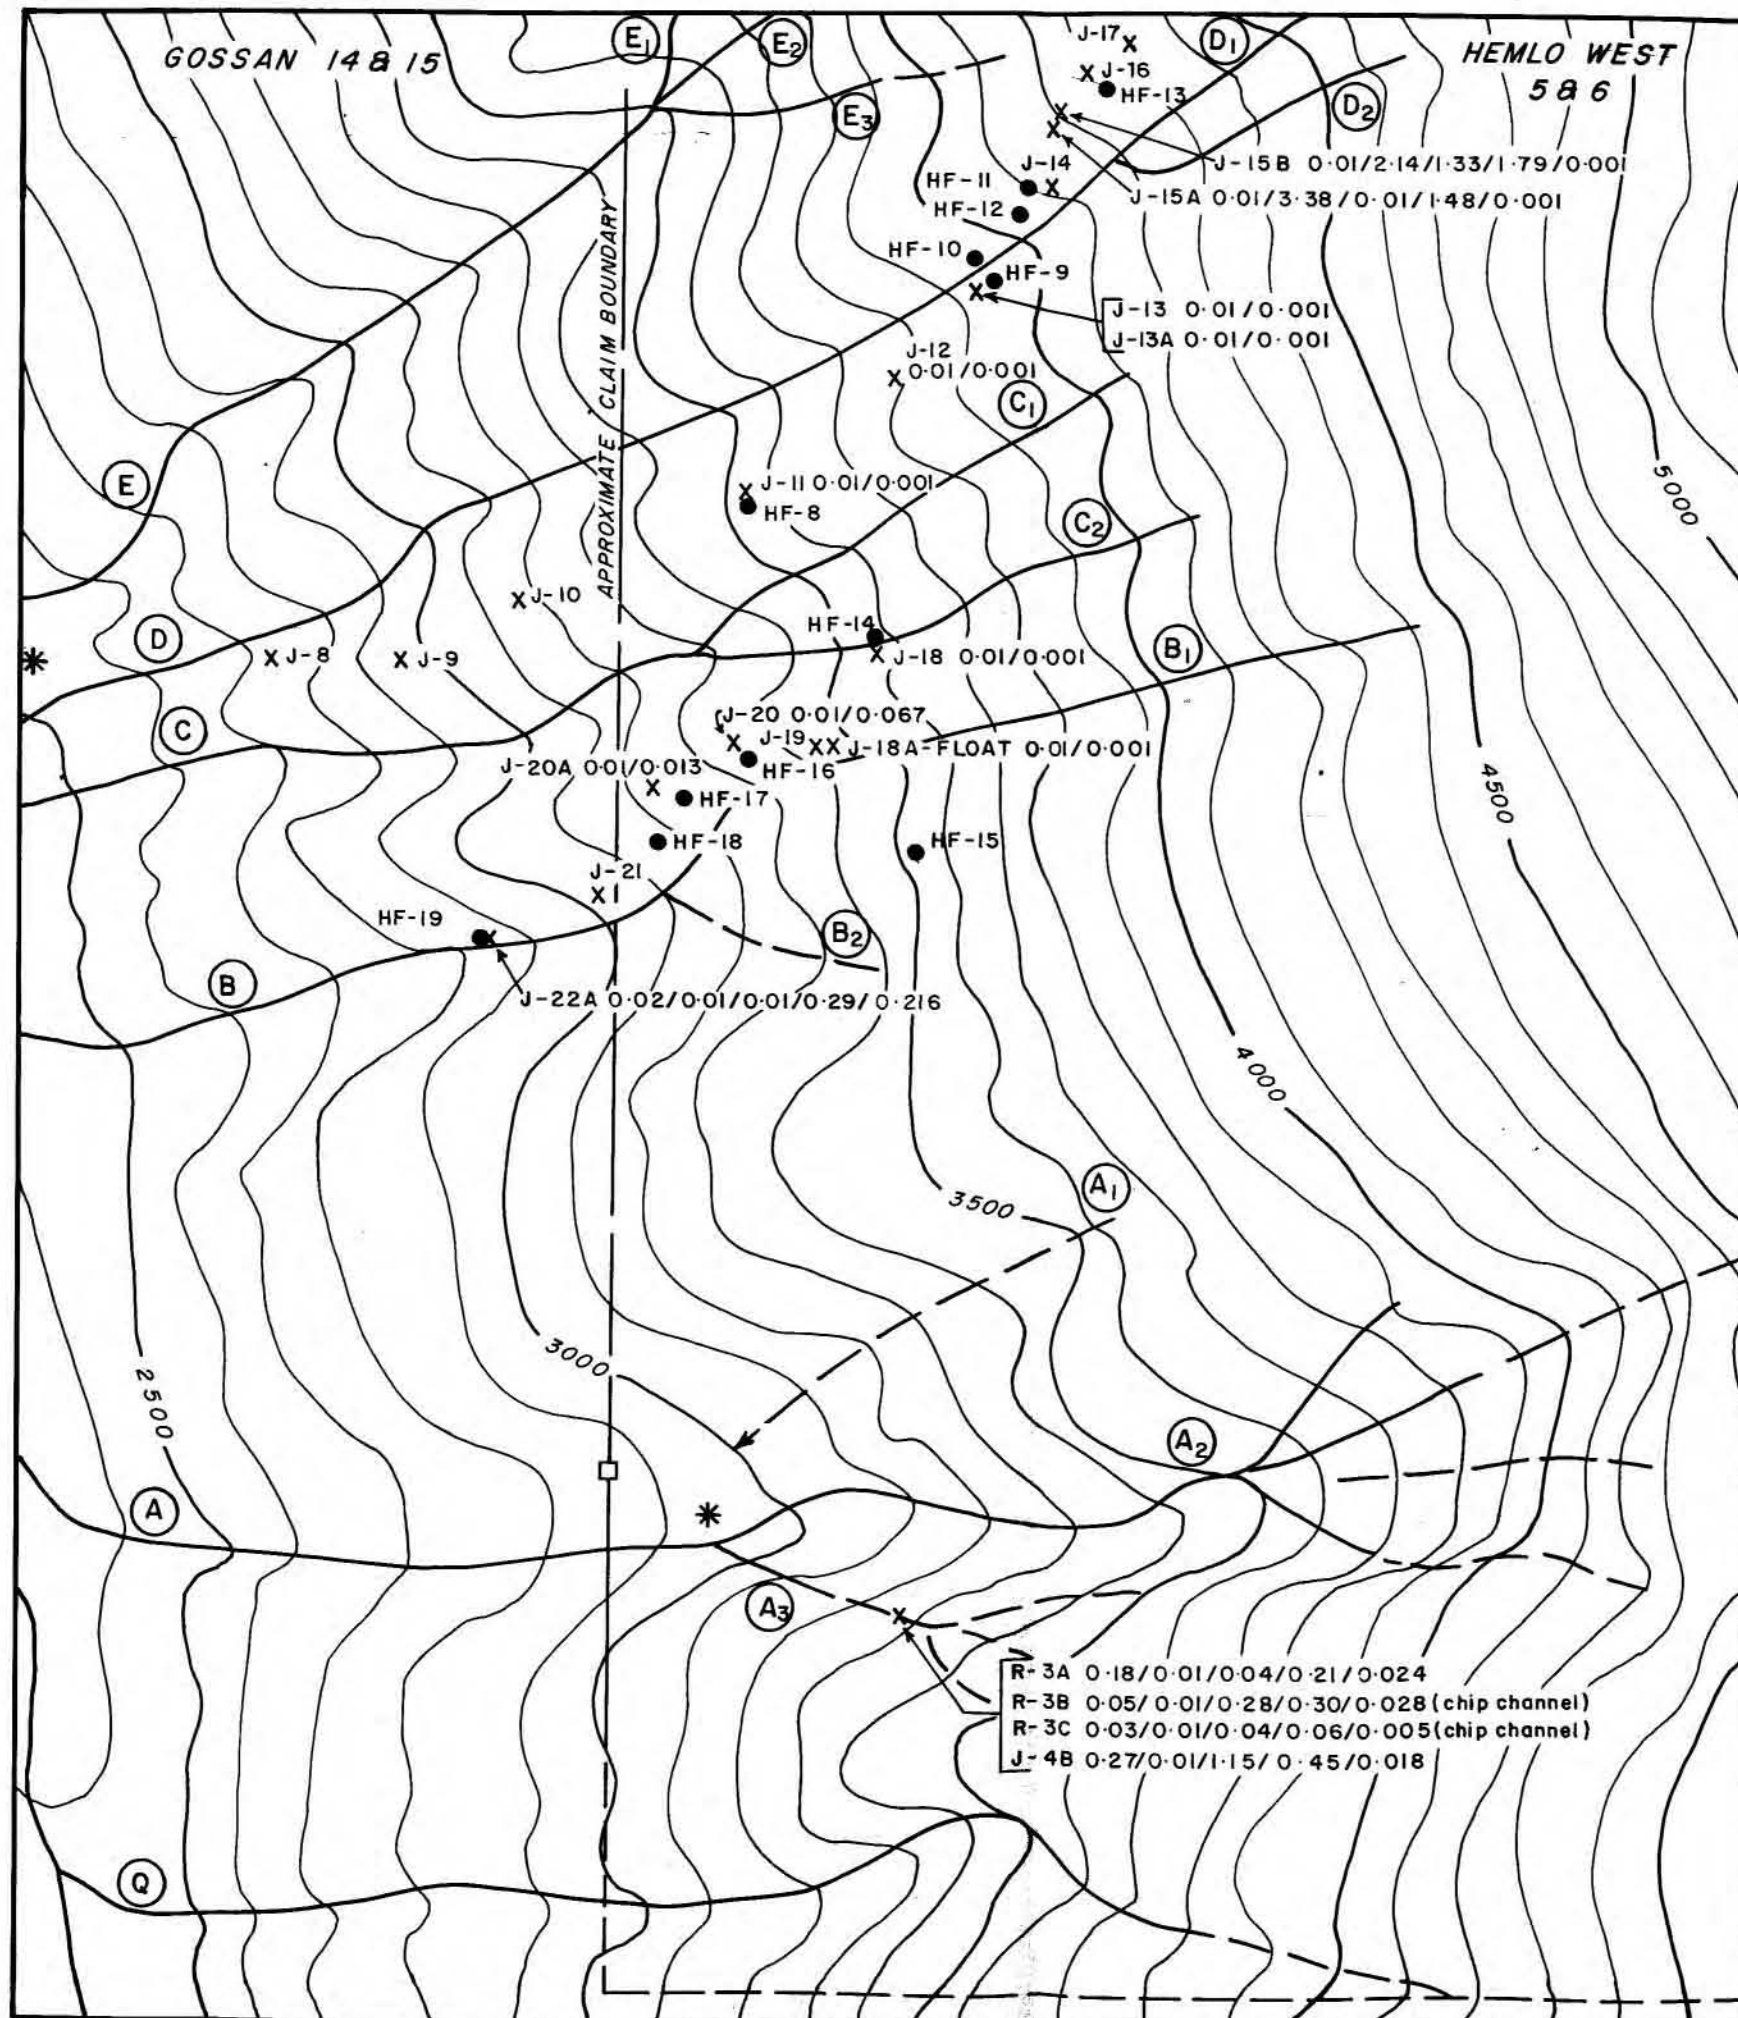 GOSSAN 14 & 15
E1
E2
E3
J-17
J-16
HF-13
D1
D2
HEMLO WEST
5 & 6
J-15B 0·01/2·14/1·33/1·79/0·001
J-15A 0·01/3·38/0·01/1·48/0·001
J-14
HF-11
HF-12
HF-10
HF-9
J-13 0·01/0·001
J-13A 0·01/0·001
J-12
0·01/0·001
C1
APPROXIMATE CLAIM BOUNDARY
E
J-11 0·01/0·001
HF-8
C2
5000
J-10
D
J-8
J-9
HF-14
J-18 0·01/0·001
B1
C
J-20 0·01/0·067
J-19
J-18A-FLOAT 0·01/0·001
J-20A 0·01/0·013
HF-16
HF-17
4500
HF-18
HF-15
J-21
HF-19
B2
B
J-22A 0·02/0·01/0·01/0·29/0·216
4000
A1
3500
3000
2500
A2
A
A3
R-3A 0·18/0·01/0·04/0·21/0·024
R-3B 0·05/0·01/0·28/0·30/0·028 (chip channel)
R-3C 0·03/0·01/0·04/0·06/0·005 (chip channel)
J-4B 0·27/0·01/1·15/0·45/0·018
Q